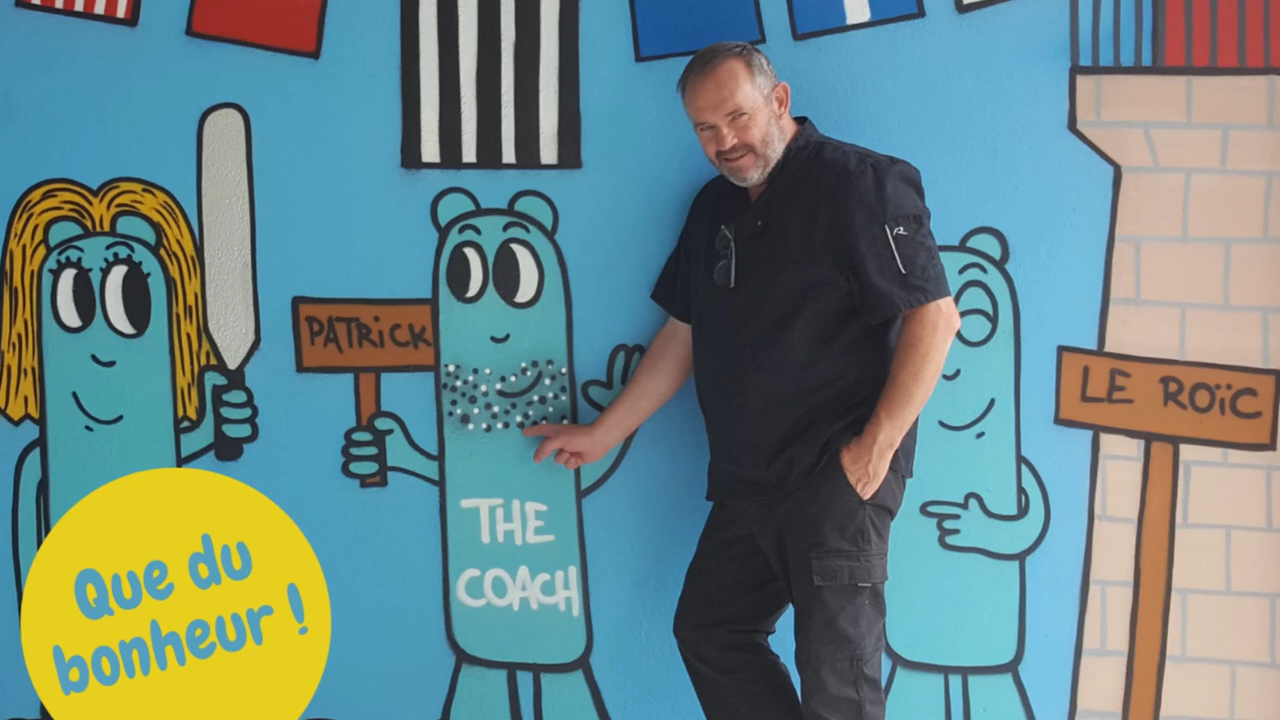 PATRiCK
THE
COACH
LE ROïC
Que du
bonheur !